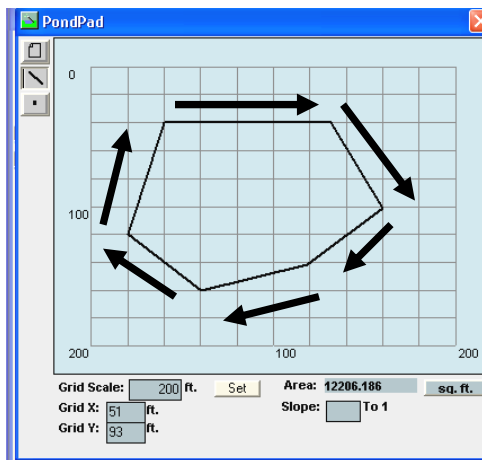 PondPad
0
100
200 100 200
Grid Scale: 200 ft. Set Area: 12206.186 sq. ft.
Grid X: 51 ft. Slope: To 1
Grid Y: 93 ft.